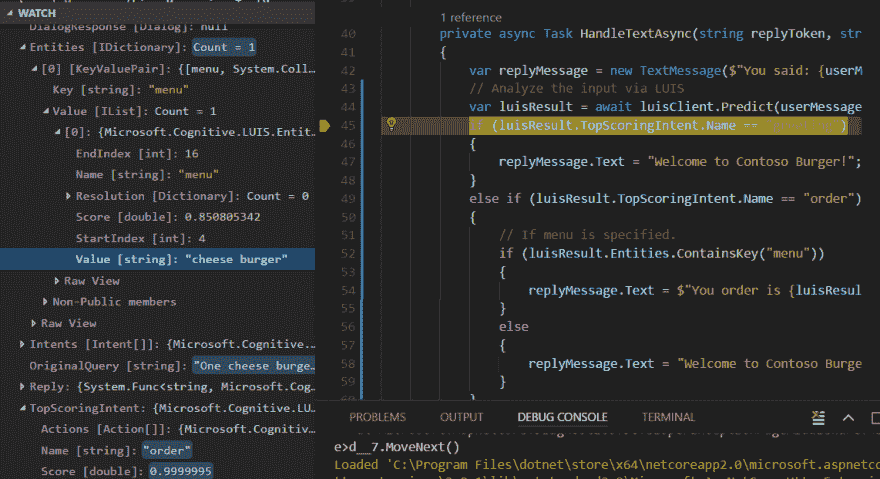 WATCH
DialogResponse [Dialog]: null
Entities [IDictionary]: Count = 1
[0] [KeyValuePair]: {[menu, System.Coll…
Key [string]: "menu"
Value [IList]: Count = 1
[0]: {Microsoft.Cognitive.LUIS.Entit…
EndIndex [int]: 16
Name [string]: "menu"
Resolution [Dictionary]: Count = 0
Score [double]: 0.850805342
StartIndex [int]: 4
Value [string]: "cheese burger"
Raw View
Non-Public members
Raw View
Intents [Intent[]]: {Microsoft.Cognitive.…
OriginalQuery [string]: "One cheese burge…
Reply: {System.Func<string, Microsoft.Cog…
TopScoringIntent: {Microsoft.Cognitive.LU…
Actions [Action[]]: {Microsoft.Cognitiv…
Name [string]: "order"
Score [double]: 0.9999995
1 reference
40 private async Task HandleTextAsync(string replyToken, str
41 {
42 var replyMessage = new TextMessage($"You said: {userM
43 // Analyze the input via LUIS
44 var luisResult = await luisClient.Predict(userMessage
45 (luisResult.TopScoringIntent.Name == )
46 {
47 replyMessage.Text = "Welcome to Contoso Burger!";
48 }
49 else if (luisResult.TopScoringIntent.Name == "order")
50 {
51 // If menu is specified.
52 if (luisResult.Entities.ContainsKey("menu"))
53 {
54 replyMessage.Text = $"You order is {luisResul
55 }
56 else
57 {
58 replyMessage.Text = "Welcome to Contoso Burge
59 }
PROBLEMS OUTPUT DEBUG CONSOLE TERMINAL
e>d__7.MoveNext()
Loaded 'C:\Program Files\dotnet\store\x64\netcoreapp2.0\microsoft.aspnetco